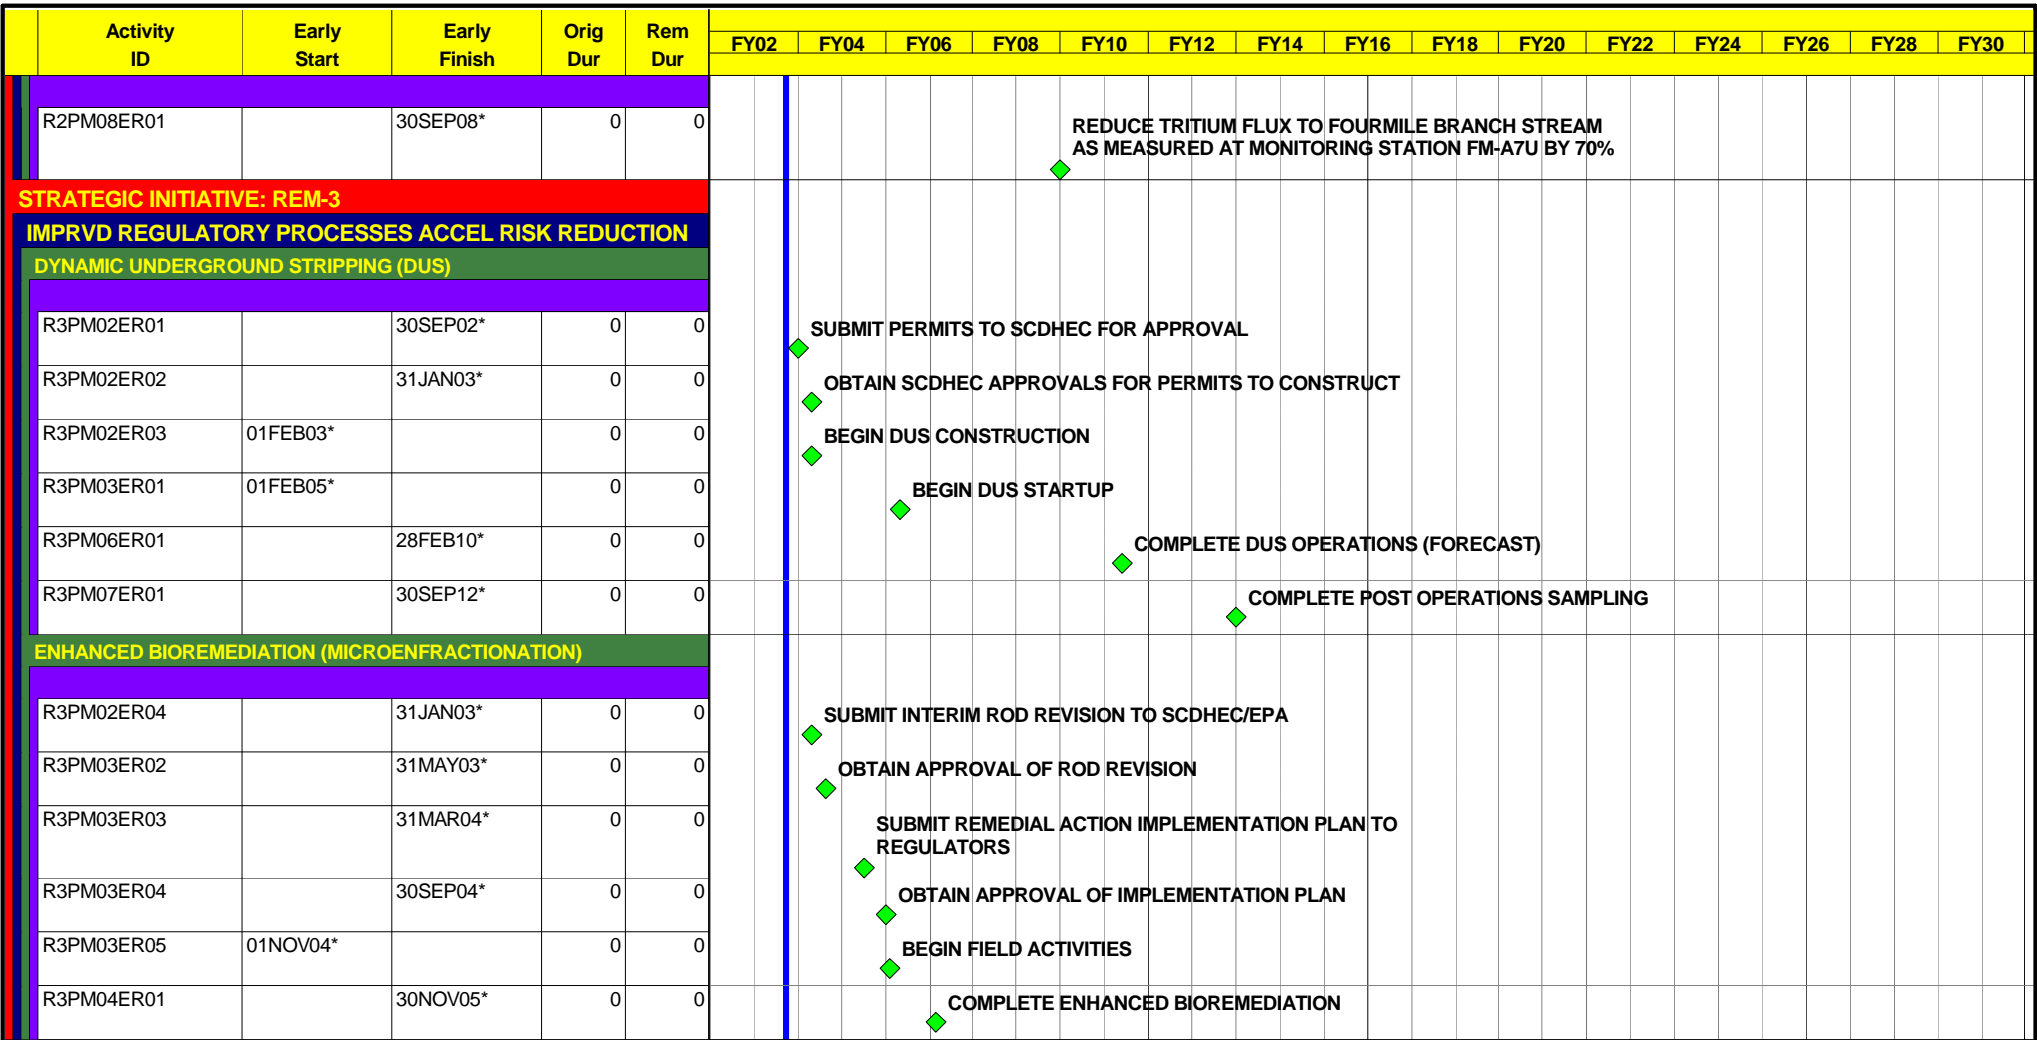 Activity ID Early Start Early Finish Orig Dur Rem Dur
FY02 FY04 FY06 FY08 FY10 FY12 FY14 FY16 FY18 FY20 FY22 FY24 FY26 FY28 FY30
R2PM08ER01 30SEP08* 0 0 REDUCE TRITIUM FLUX TO FOURMILE BRANCH STREAM
AS MEASURED AT MONITORING STATION FM-A7U BY 70%
STRATEGIC INITIATIVE: REM-3
IMPRVD REGULATORY PROCESSES ACCEL RISK REDUCTION
DYNAMIC UNDERGROUND STRIPPING (DUS)
R3PM02ER01 30SEP02* 0 0 SUBMIT PERMITS TO SCDHEC FOR APPROVAL
R3PM02ER02 31JAN03* 0 0 OBTAIN SCDHEC APPROVALS FOR PERMITS TO CONSTRUCT
R3PM02ER03 01FEB03* 0 0 BEGIN DUS CONSTRUCTION
R3PM03ER01 01FEB05* 0 0 BEGIN DUS STARTUP
R3PM06ER01 28FEB10* 0 0 COMPLETE DUS OPERATIONS (FORECAST)
R3PM07ER01 30SEP12* 0 0 COMPLETE POST OPERATIONS SAMPLING
ENHANCED BIOREMEDIATION (MICROENFRACTIONATION)
R3PM02ER04 31JAN03* 0 0 SUBMIT INTERIM ROD REVISION TO SCDHEC/EPA
R3PM03ER02 31MAY03* 0 0 OBTAIN APPROVAL OF ROD REVISION
R3PM03ER03 31MAR04* 0 0 SUBMIT REMEDIAL ACTION IMPLEMENTATION PLAN TO
REGULATORS
R3PM03ER04 30SEP04* 0 0 OBTAIN APPROVAL OF IMPLEMENTATION PLAN
R3PM03ER05 01NOV04* 0 0 BEGIN FIELD ACTIVITIES
R3PM04ER01 30NOV05* 0 0 COMPLETE ENHANCED BIOREMEDIATION